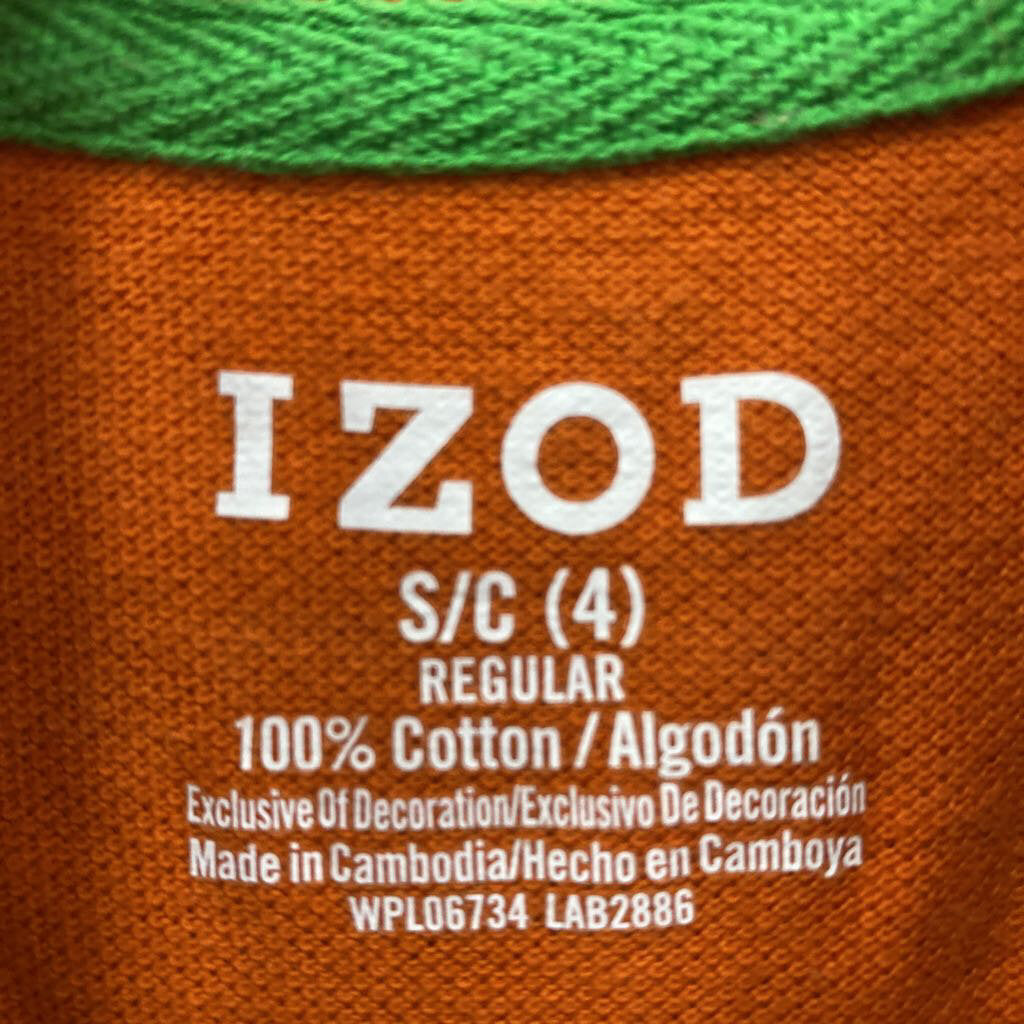 IZOD
S/C (4)
REGULAR
100% Cotton / Algodón
Exclusive Of Decoration/Exclusivo De Decoración
Made in Cambodia/Hecho en Camboya
WPL06734 LAB2886